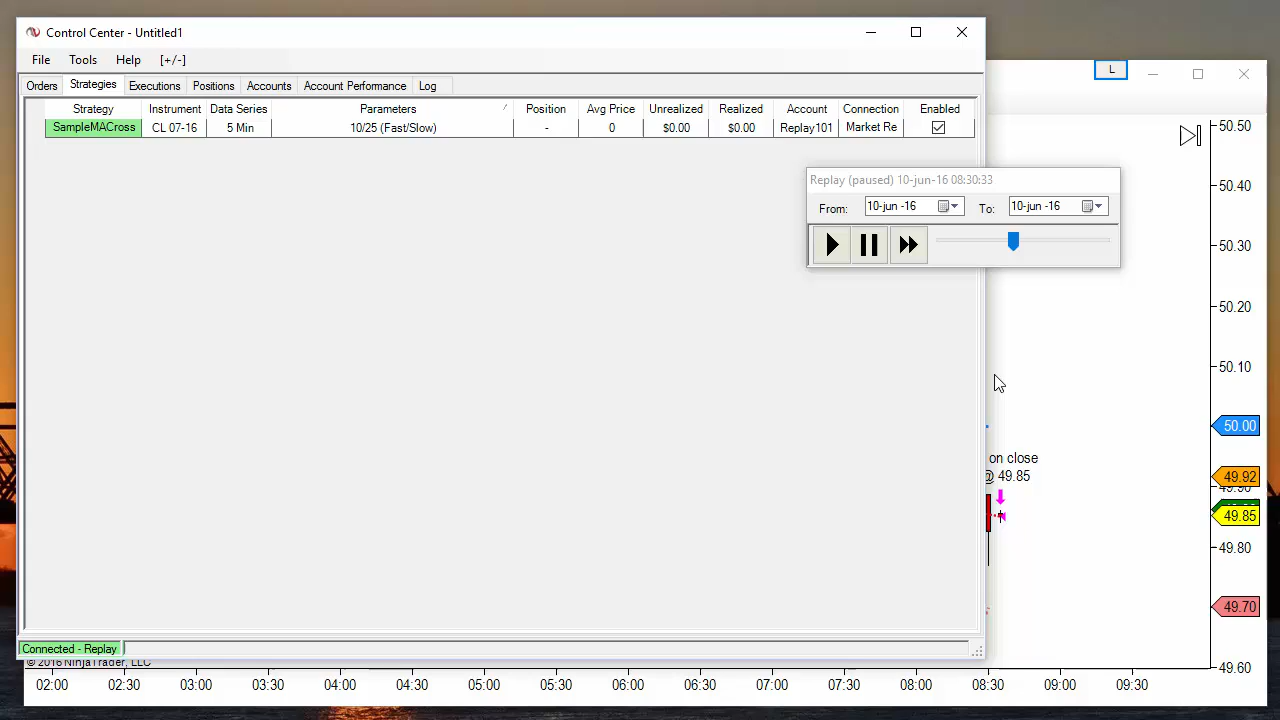 Control Center - Untitled1
File Tools Help [+/-]
L
Orders Strategies Executions Positions Accounts Account Performance Log
Strategy Instrument Data Series Parameters Position Avg Price Unrealized Realized Account Connection Enabled
SampleMACross CL 07-16 5 Min 10/25 (Fast/Slow) - 0 $0.00 $0.00 Replay101 Market Re
Replay (paused) 10-jun-16 08:30:33
From: 10-jun -16 To: 10-jun -16
50.50
50.40
50.30
50.20
50.10
50.00
on close
@ 49.85
49.92
49.90
49.85
49.80
49.70
49.60
Connected - Replay
© 2016 NinjaTrader, LLC
02:00 02:30 03:00 03:30 04:00 04:30 05:00 05:30 06:00 06:30 07:00 07:30 08:00 08:30 09:00 09:30